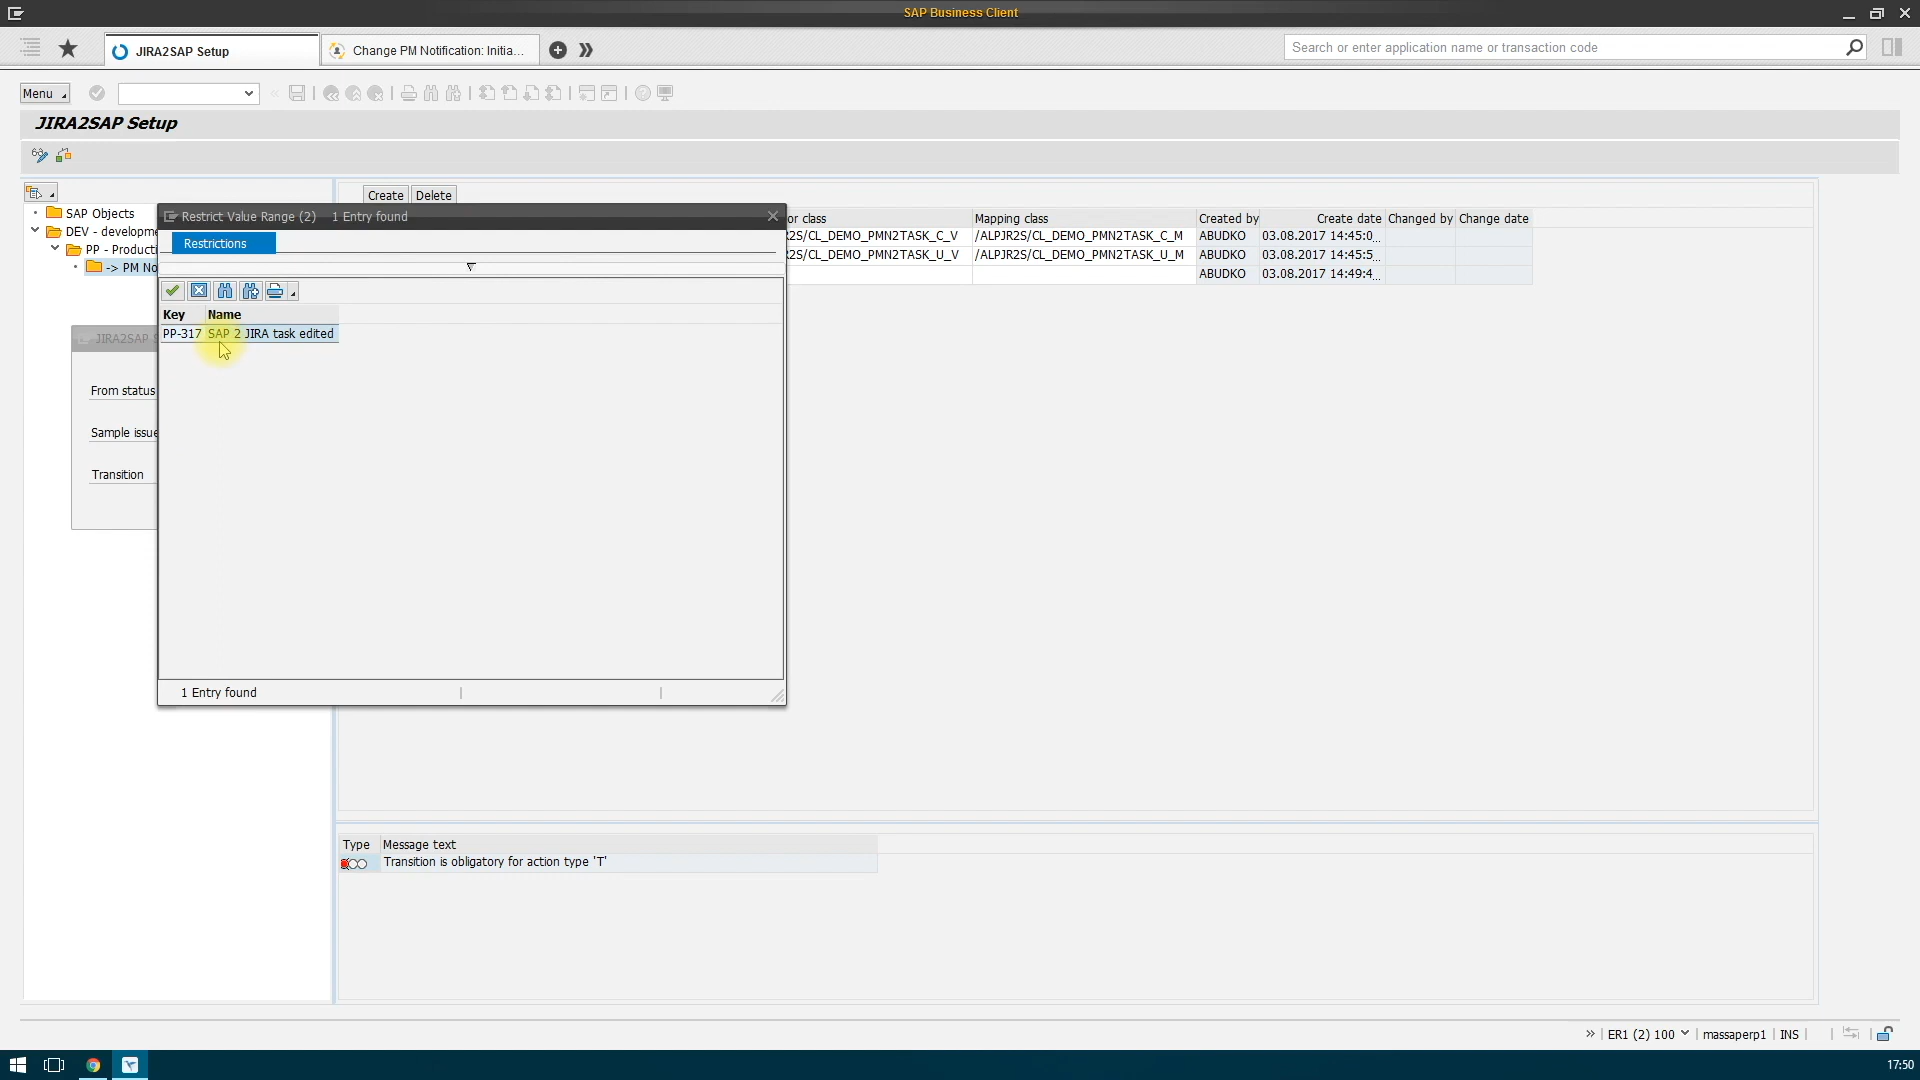 SAP Business Client
JIRA2SAP Setup
Change PM Notification: Initia...
Search or enter application name or transaction code
Menu
JIRA2SAP Setup
Create Delete
SAP Objects
DEV - developme
PP - Producti
-> PM No
Restrict Value Range (2) 1 Entry found
Restrictions
Key Name
PP-317 SAP 2 JIRA task edited
1 Entry found
JIRA2SAP
From status
Sample issue
Transition
or class Mapping class Created by Create date Changed by Change date
R2S/CL_DEMO_PMN2TASK_C_V /ALPJR2S/CL_DEMO_PMN2TASK_C_M ABUDKO 03.08.2017 14:45:0...
R2S/CL_DEMO_PMN2TASK_U_V /ALPJR2S/CL_DEMO_PMN2TASK_U_M ABUDKO 03.08.2017 14:45:5...
ABUDKO 03.08.2017 14:49:4...
Type Message text
Transition is obligatory for action type 'T'
ER1 (2) 100 massaperp1 INS
17:50